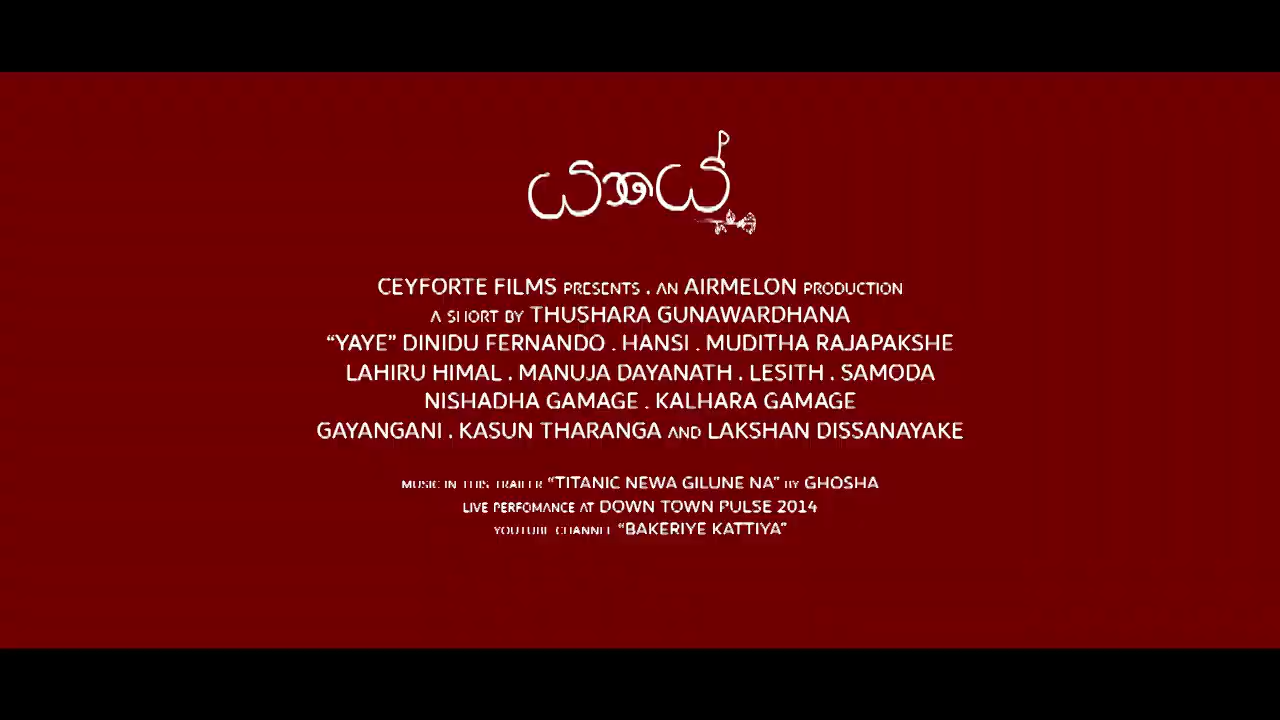 යායේ
CEYFORTE FILMS PRESENTS . AN AIRMELON PRODUCTION
A SHORT BY THUSHARA GUNAWARDHANA
“YAYE” DINIDU FERNANDO . HANSI . MUDITHA RAJAPAKSHE
LAHIRU HIMAL . MANUJA DAYANATH . LESITH . SAMODA
NISHADHA GAMAGE . KALHARA GAMAGE
GAYANGANI . KASUN THARANGA AND LAKSHAN DISSANAYAKE
MUSIC IN THIS TRAILER “TITANIC NEWA GILUNE NA” BY GHOSHA
LIVE PERFOMANCE AT DOWN TOWN PULSE 2014
YOUTUBE CHANNEL “BAKERIYE KATTIYA”